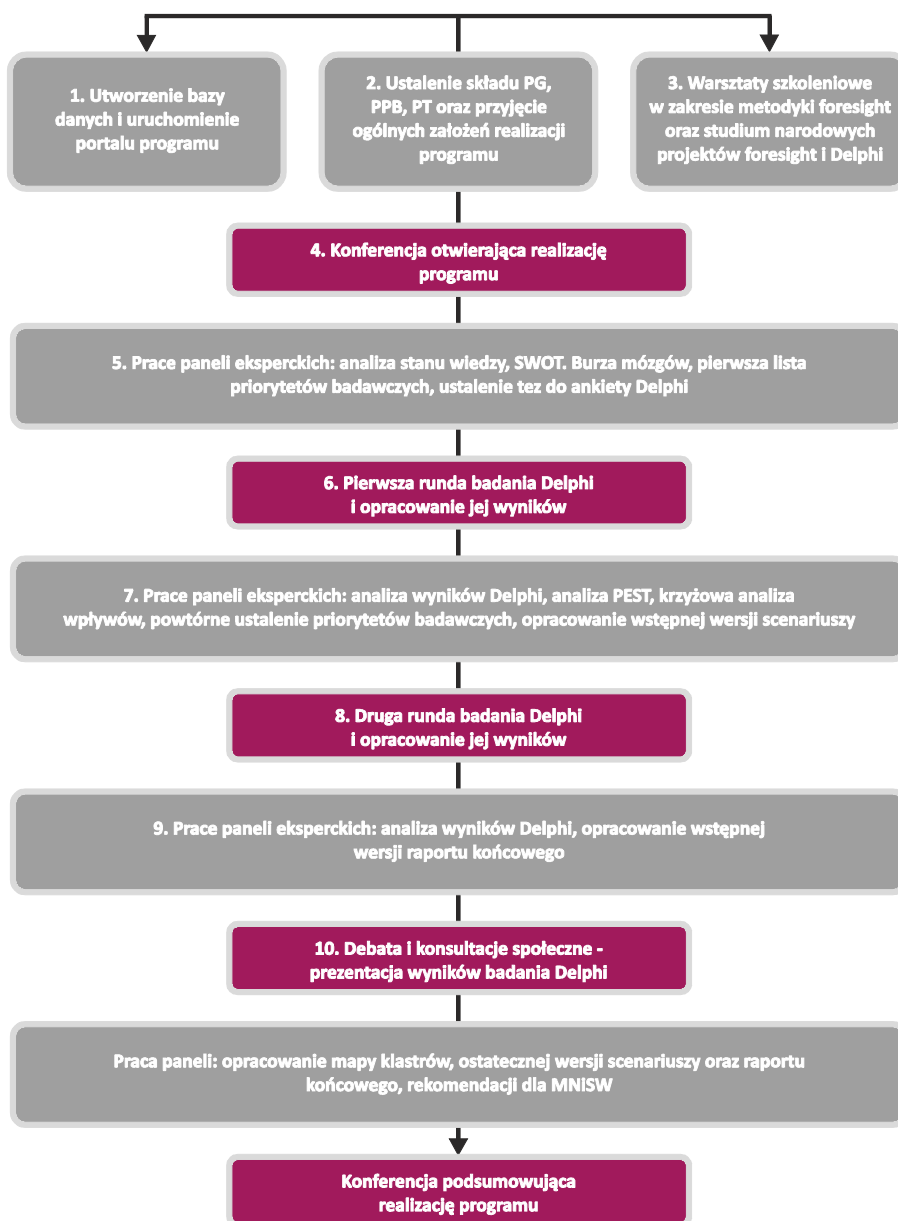 1. Utworzenie bazy
danych i uruchomienie
portalu programu
2. Ustalenie składu PG,
PPB, PT oraz przyjęcie
ogólnych założeń realizacji
programu
3. Warsztaty szkoleniowe
w zakresie metodyki foresight
oraz studium narodowych
projektów foresight i Delphi
4. Konferencja otwierająca realizację
programu
5. Prace paneli eksperckich: analiza stanu wiedzy, SWOT. Burza mózgów, pierwsza lista
priorytetów badawczych, ustalenie tez do ankiety Delphi
6. Pierwsza runda badania Delphi
i opracowanie jej wyników
7. Prace paneli eksperckich: analiza wyników Delphi, analiza PEST, krzyżowa analiza
wpływów, powtórne ustalenie priorytetów badawczych, opracowanie wstępnej wersji scenariuszy
8. Druga runda badania Delphi
i opracowanie jej wyników
9. Prace paneli eksperckich: analiza wyników Delphi, opracowanie wstępnej
wersji raportu końcowego
10. Debata i konsultacje społeczne -
prezentacja wyników badania Delphi
Praca paneli: opracowanie mapy klastrów, ostatecznej wersji scenariuszy oraz raportu
końcowego, rekomendacji dla MNiSW
Konferencja podsumowująca
realizację programu